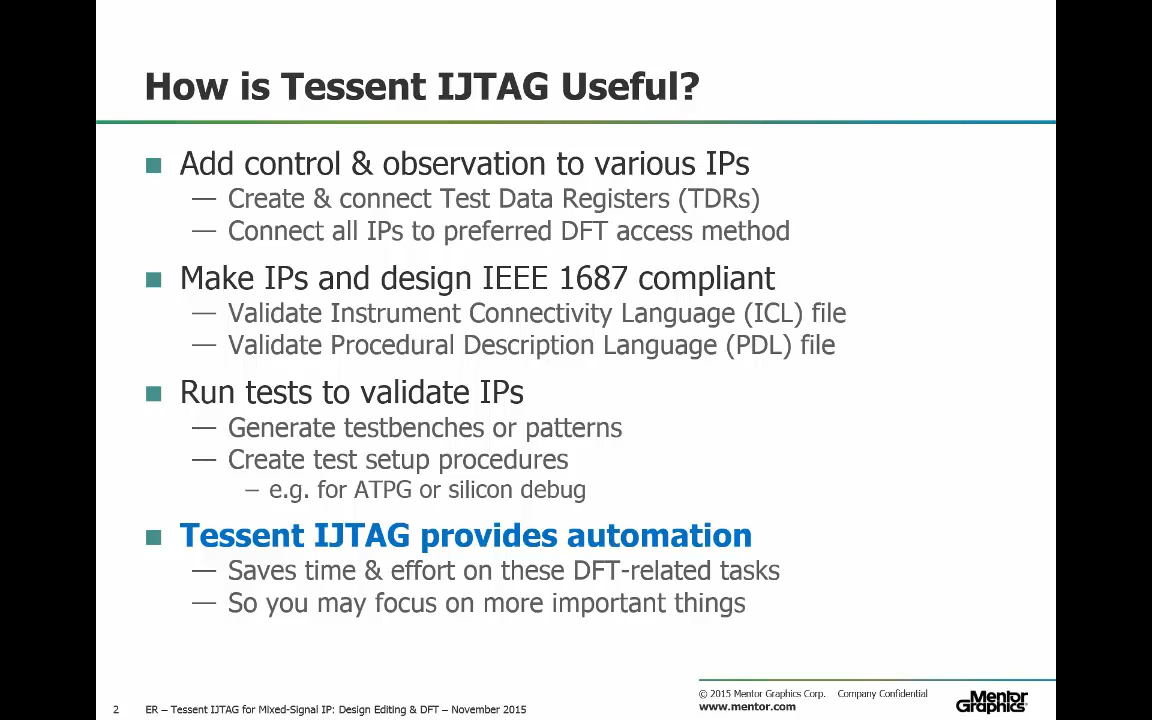 How is Tessent IJTAG Useful?
Add control & observation to various IPs
— Create & connect Test Data Registers (TDRs)
— Connect all IPs to preferred DFT access method
Make IPs and design IEEE 1687 compliant
— Validate Instrument Connectivity Language (ICL) file
— Validate Procedural Description Language (PDL) file
Run tests to validate IPs
— Generate testbenches or patterns
— Create test setup procedures
– e.g. for ATPG or silicon debug
Tessent IJTAG provides automation
— Saves time & effort on these DFT-related tasks
— So you may focus on more important things
2 ER – Tessent IJTAG for Mixed-Signal IP: Design Editing & DFT – November 2015
© 2015 Mentor Graphics Corp. Company Confidential
www.mentor.com
Mentor
Graphics